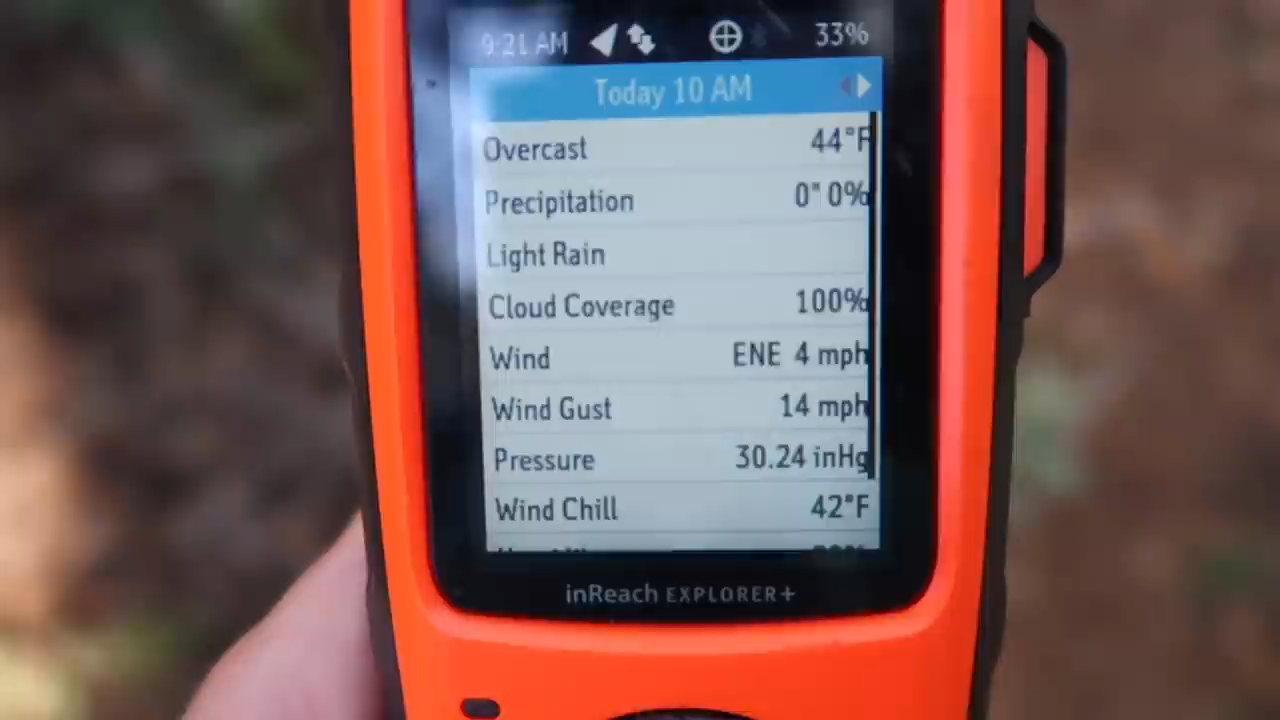 9:21 AM 33%
Today 10 AM
Overcast 44°F
Precipitation 0" 0%
Light Rain
Cloud Coverage 100%
Wind ENE 4 mph
Wind Gust 14 mph
Pressure 30.24 inHg
Wind Chill 42°F
inReach EXPLORER+